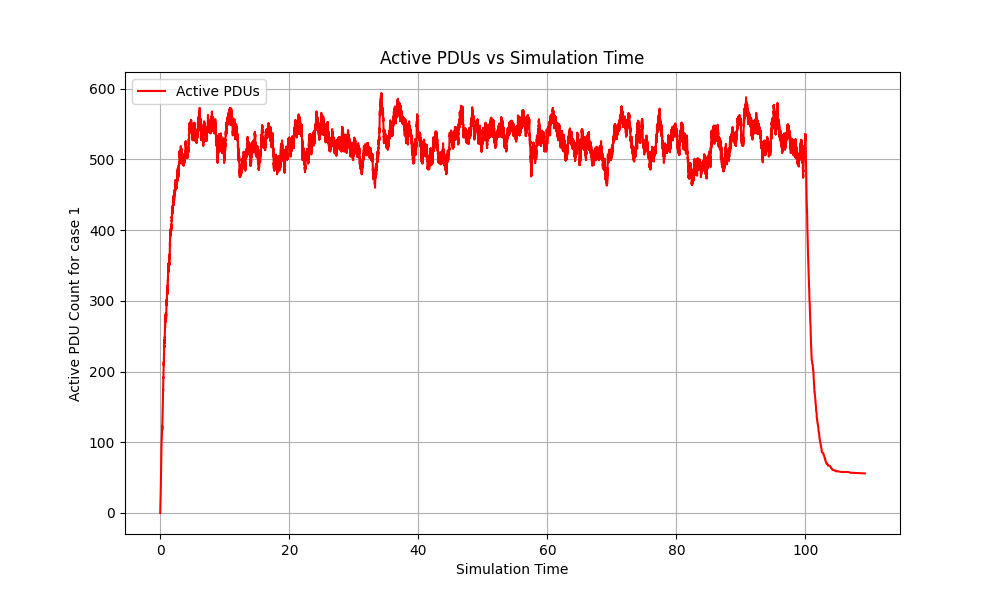 Active PDUs vs Simulation Time
Active PDUs
Active PDU Count for case 1
600
500
400
300
200
100
0
0 20 40 60 80 100
Simulation Time